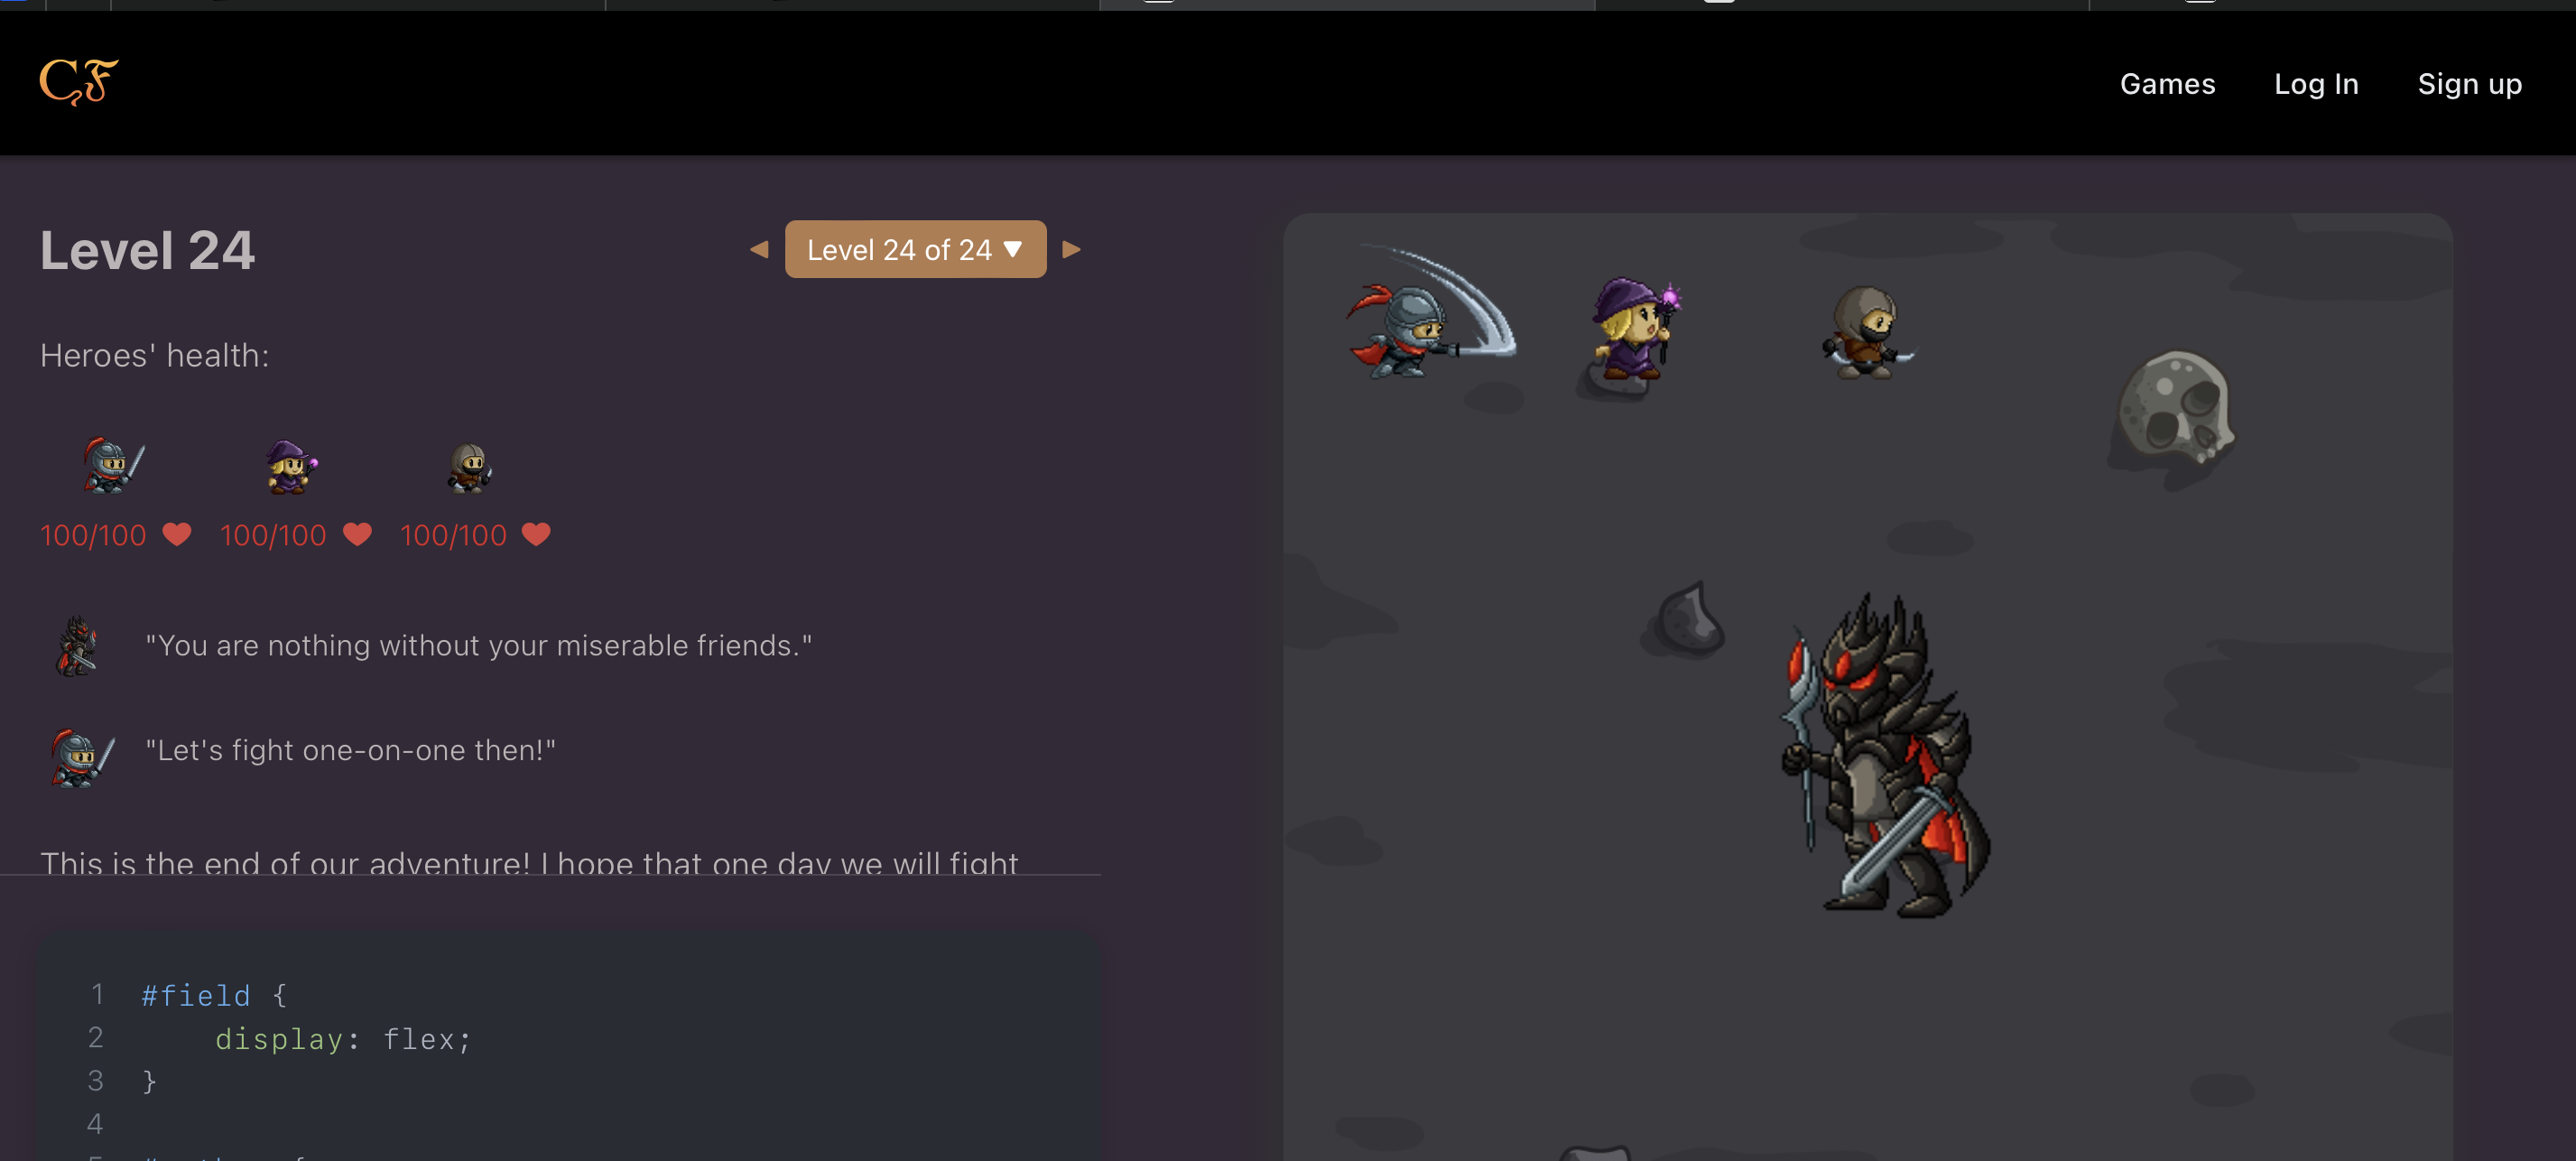 CF
Games Log In Sign up
Level 24
◀ Level 24 of 24 ▼ ▶
Heroes' health:
100/100 ❤ 100/100 ❤ 100/100 ❤
"You are nothing without your miserable friends."
"Let's fight one-on-one then!"
This is the end of our adventure! I hope that one day we will fight
1 #field {
2 display: flex;
3 }
4